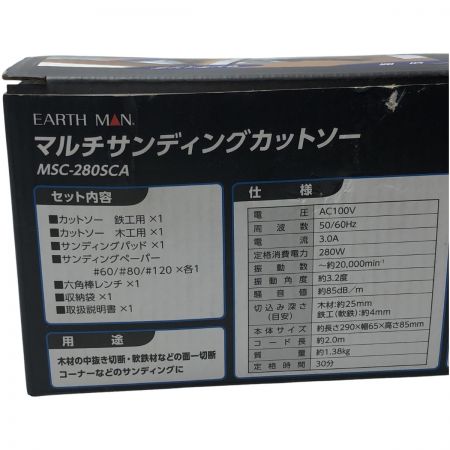 EARTH MAN.
マルチサンディングカットソー
MSC-280SCA
セット内容
■カットソー 鉄工用×1
■カットソー 木工用×1
■サンディングパッド×1
■サンディングペーパー
#60/#80/#120 ×各1
■六角棒レンチ×1
■収納袋×1
■取扱説明書×1
用途
木材の中抜き切断・軟鉄材などの面一切断
コーナーなどのサンディングに
仕様
電圧 AC100V
周波数 50/60Hz
電流 3.0A
定格消費電力 280W
振動数 ～約20,000min⁻¹
振動角度 約3.2度
騒音値 約85dB/m
切込み深さ(目安) 木材:約25mm
鉄工(軟鉄):約4mm
本体サイズ 約長さ290×幅65×高さ85mm
コード長 約2.0m
質量 約1.38kg
定格時間 30分